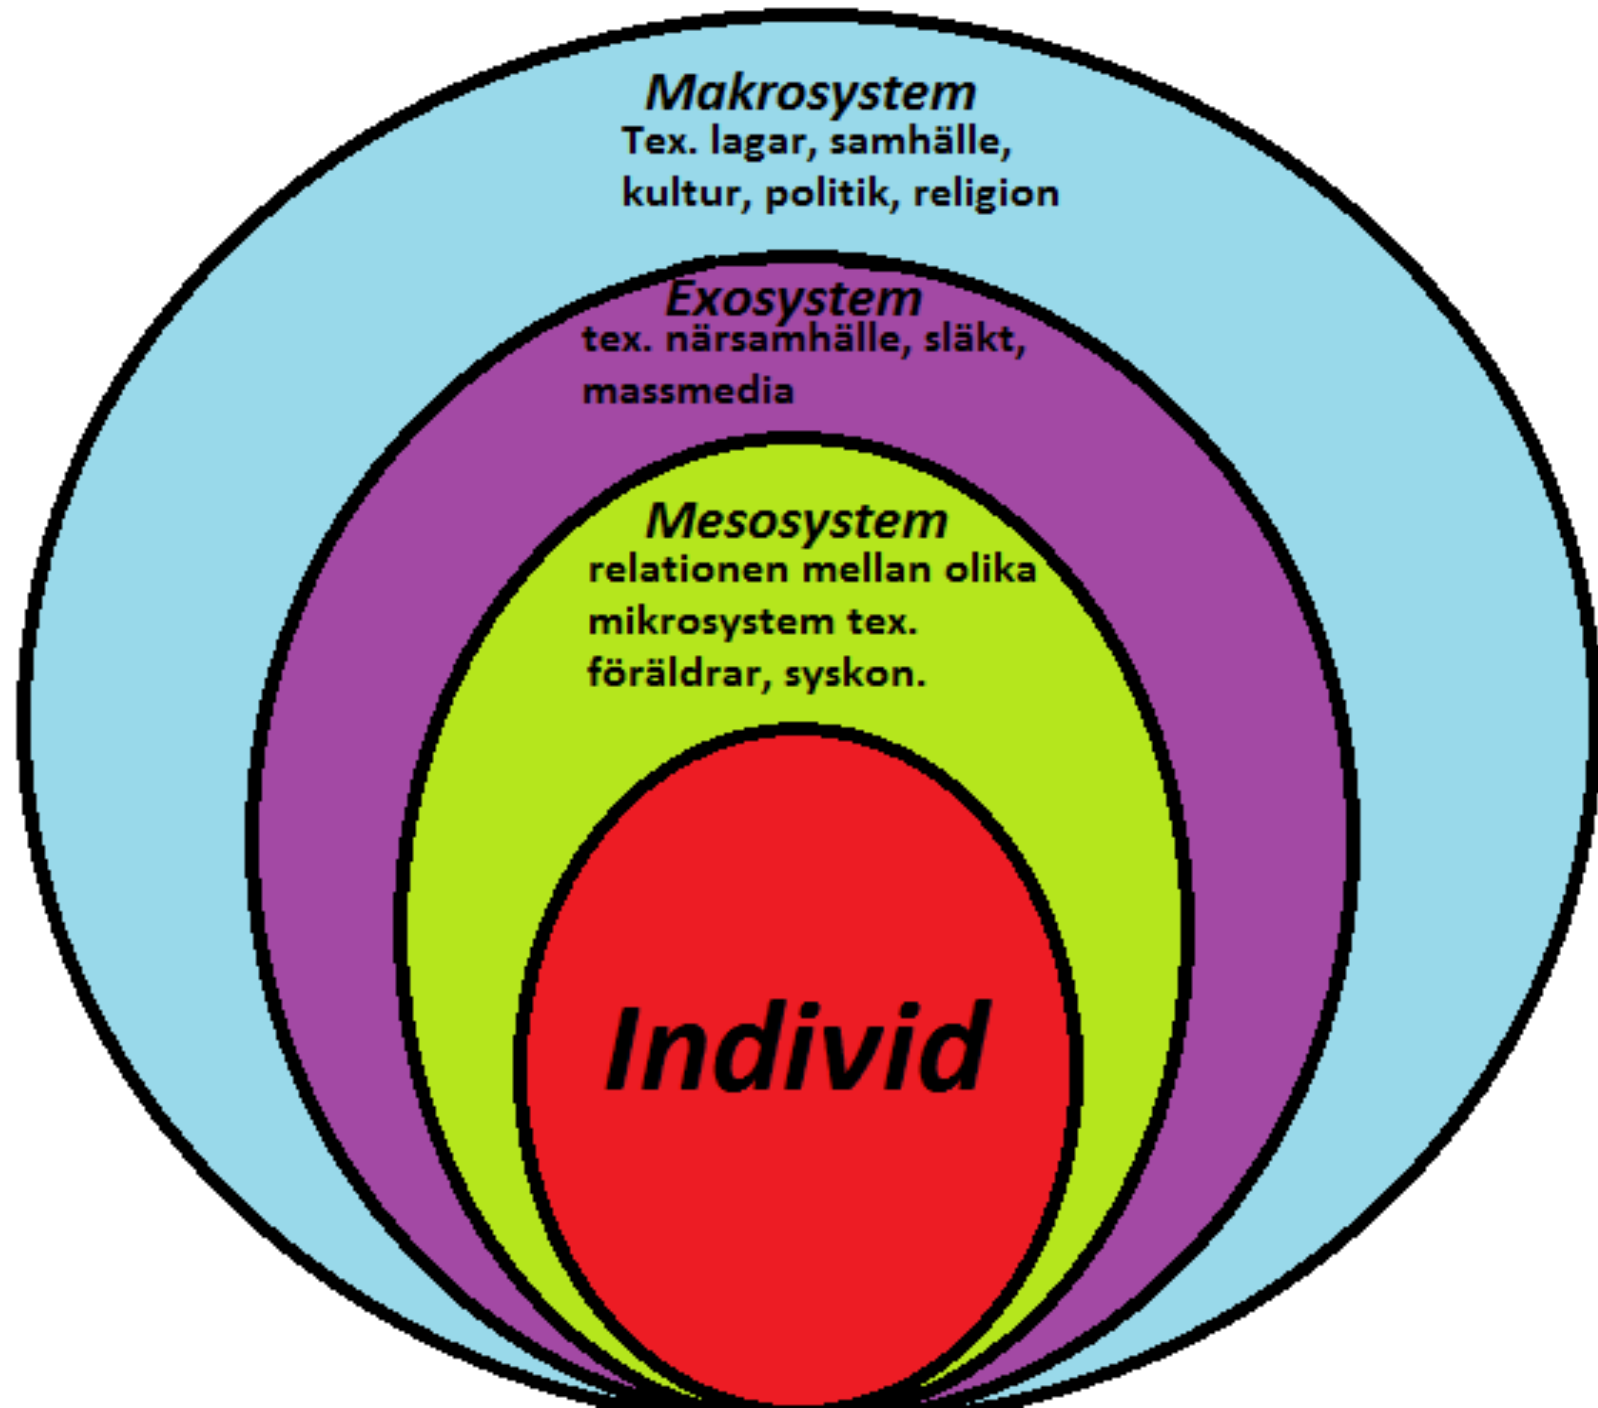 Makrosystem
Tex. lagar, samhälle,
kultur, politik, religion
Exosystem
tex. närsamhälle, släkt,
massmedia
Mesosystem
relationen mellan olika
mikrosystem tex.
föräldrar, syskon.
Individ